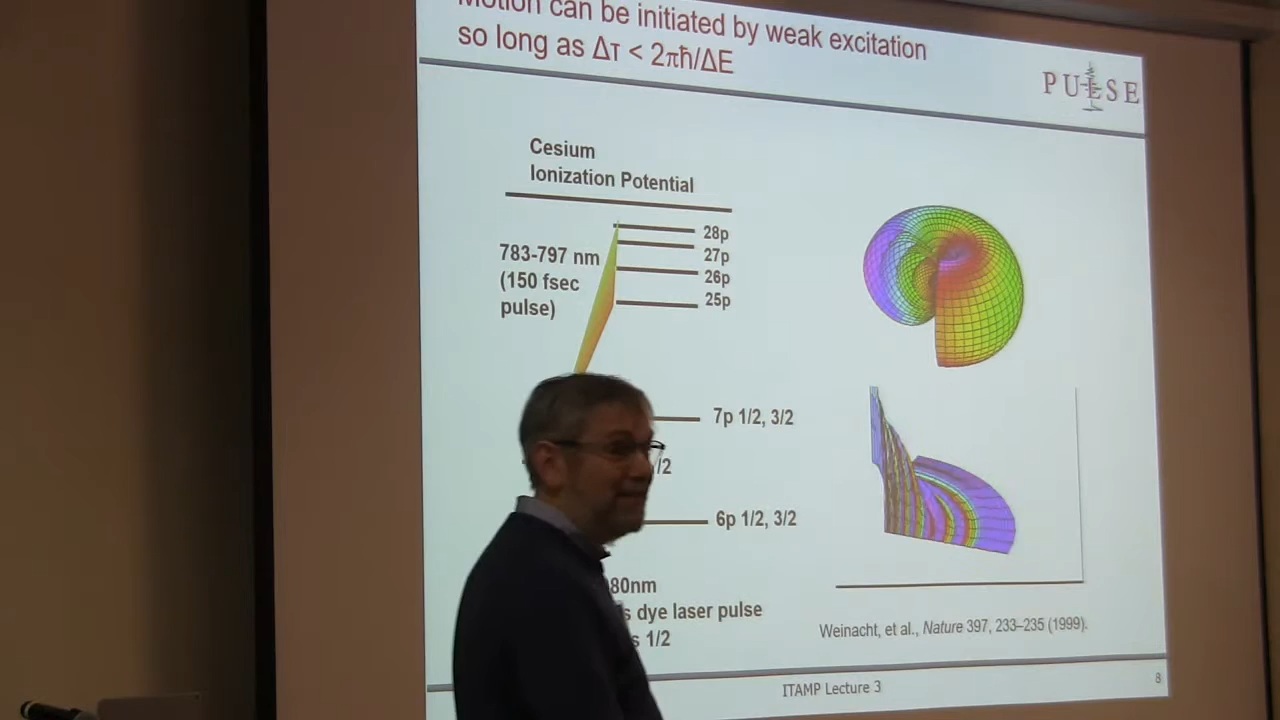 Motion can be initiated by weak excitation
so long as Δτ < 2πħ/ΔE
PULSE
Cesium
Ionization Potential
28p
783-797 nm
27p
(150 fsec
26p
pulse)
25p
7p 1/2, 3/2
/2
6p 1/2, 3/2
80nm
s dye laser pulse
s 1/2
Weinacht, et al., Nature 397, 233–235 (1999).
ITAMP Lecture 3
8